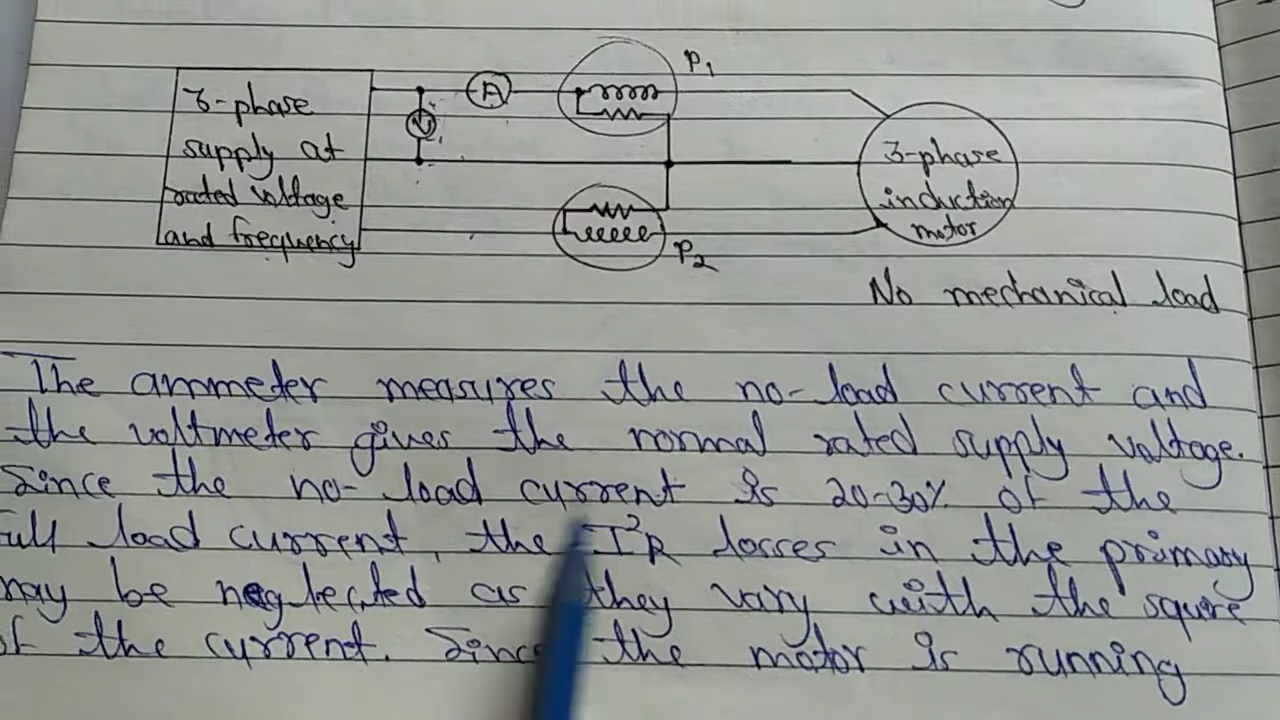 3-phase
supply at
rated voltage
and frequency
V
A
P1
P2
3-phase
induction
motor
No mechanical load
The ammeter measures the no-load current and
the voltmeter gives the normal rated supply voltage.
Since the no-load current is 20-30% of the
full load current, the I²R losses in the primary
may be neglected as they vary with the square
of the current. Since the motor is running